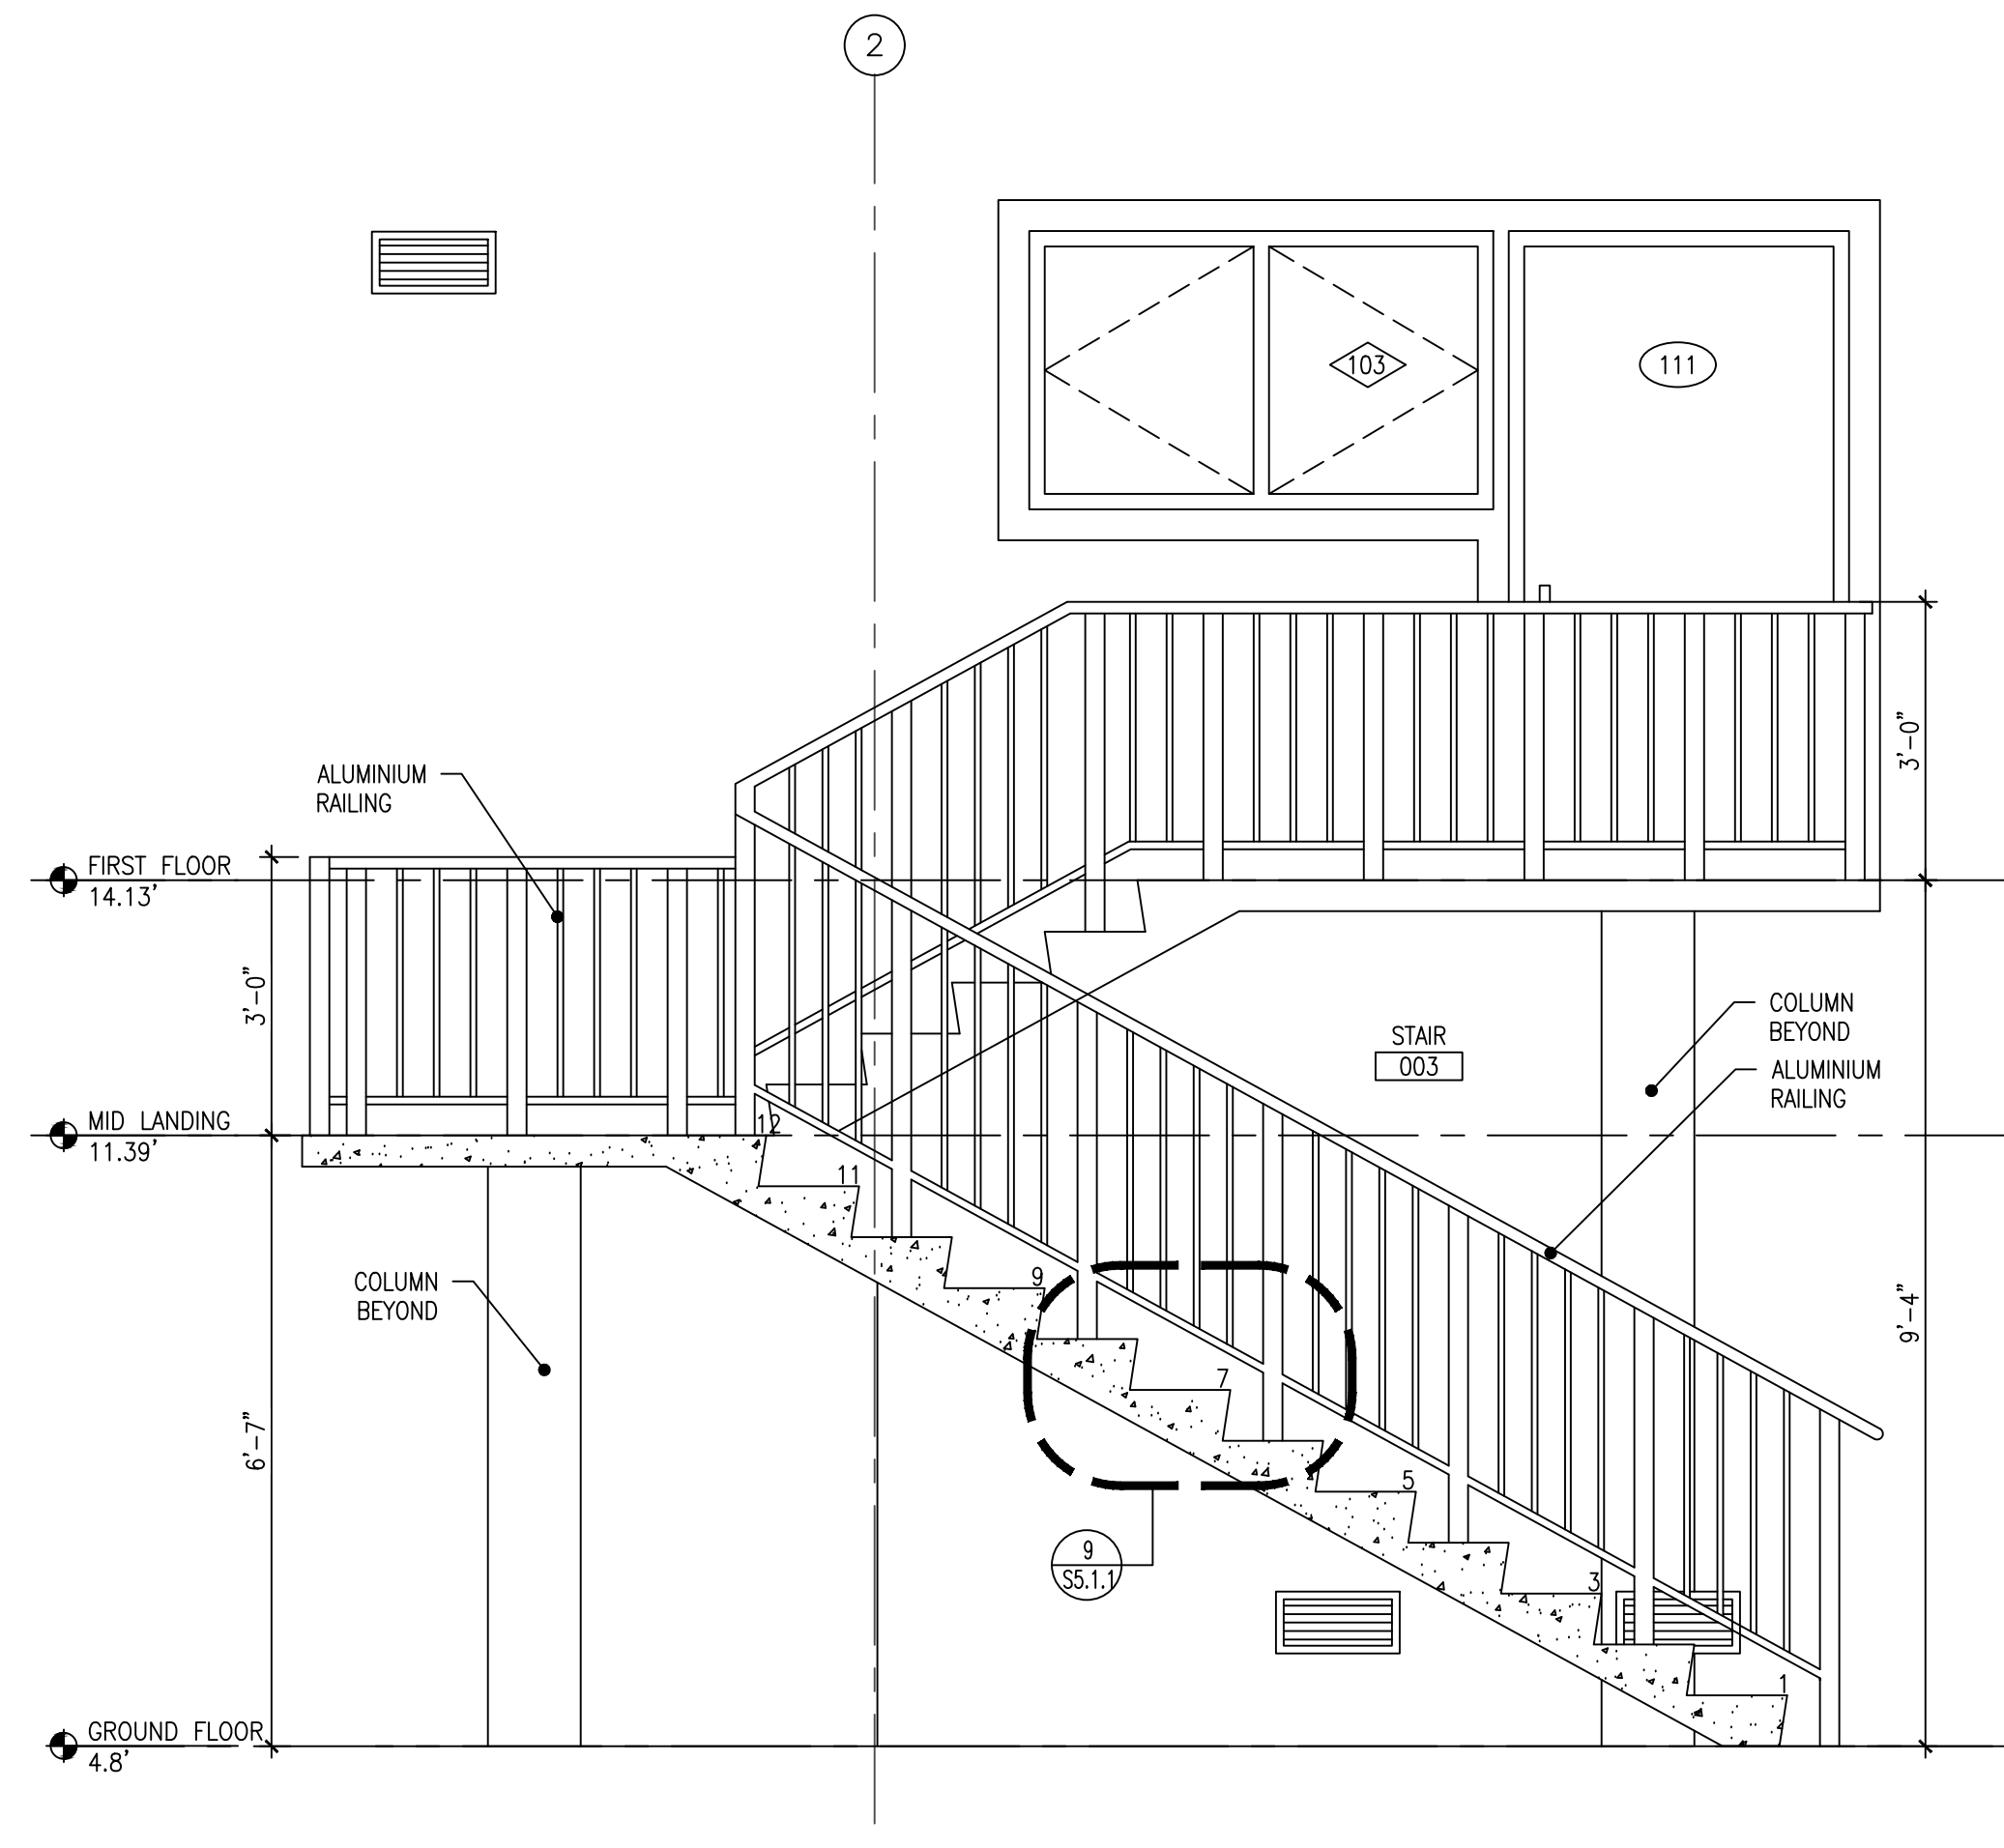 2
103
111
3'-0"
ALUMINIUM
RAILING
FIRST FLOOR
14.13'
3'-0"
COLUMN
BEYOND
STAIR
003
ALUMINIUM
RAILING
MID LANDING
11.39'
12
11
COLUMN
BEYOND
9
9'-4"
7
6'-7"
5
9
S5.1.1
3
1
GROUND FLOOR
4.8'